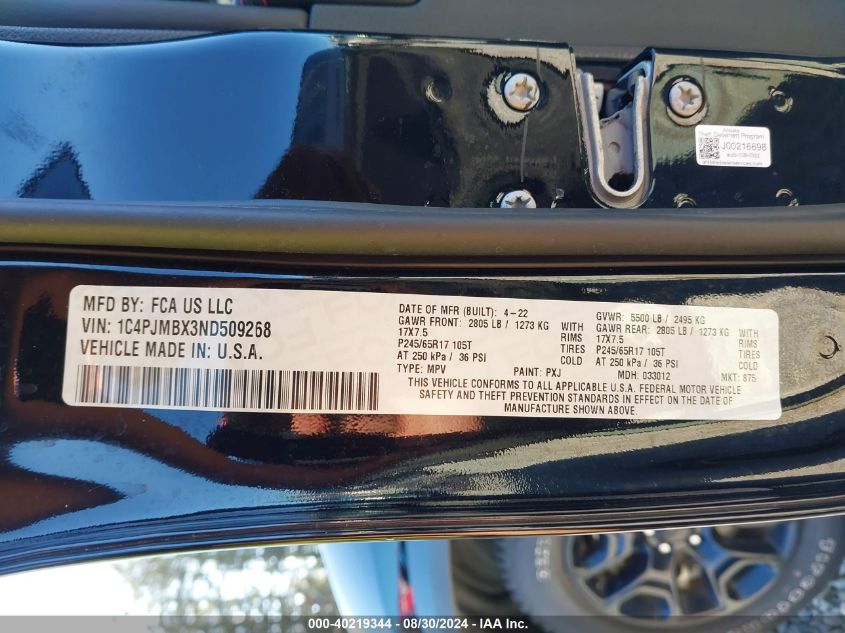 Allstate
Theft Deterrent Program
J00216698
MFD BY: FCA US LLC
VIN: 1C4PJMBX3ND509268
VEHICLE MADE IN: U.S.A.
DATE OF MFR (BUILT): 4-22 GVWR: 5500 LB / 2495 KG
GAWR FRONT: 2805 LB / 1273 KG WITH GAWR REAR: 2805 LB / 1273 KG WITH
17X7.5 RIMS 17X7.5 RIMS
P245/65R17 105T TIRES P245/65R17 105T TIRES
AT 250 kPa / 36 PSI COLD AT 250 kPa / 36 PSI COLD
TYPE: MPV PAINT: PXJ MDH: 033012 MKT: 875
THIS VEHICLE CONFORMS TO ALL APPLICABLE U.S.A. FEDERAL MOTOR VEHICLE
SAFETY AND THEFT PREVENTION STANDARDS IN EFFECT ON THE DATE OF
MANUFACTURE SHOWN ABOVE.
000-40219344 - 08/30/2024 - IAA Inc.